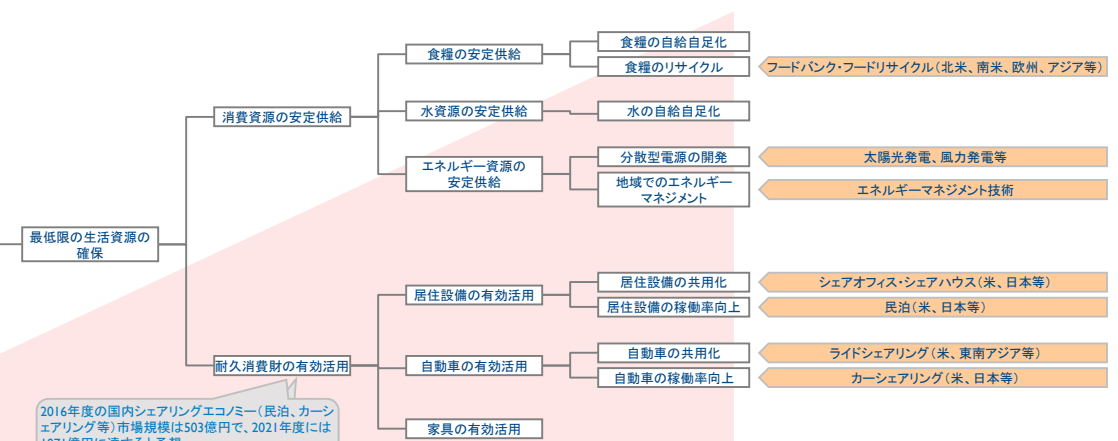 食糧の自給自足化
食糧の安定供給
食糧のリサイクル
フードバンク・フードリサイクル（北米、南米、欧州、アジア等）
消費資源の安定供給
水資源の安定供給
水の自給自足化
分散型電源の開発
太陽光発電、風力発電等
エネルギー資源の
安定供給
地域でのエネルギー
マネジメント
エネルギーマネジメント技術
最低限の生活資源の
確保
居住設備の共用化
シェアオフィス・シェアハウス（米、日本等）
居住設備の有効活用
居住設備の稼働率向上
民泊（米、日本等）
自動車の共用化
ライドシェアリング（米、東南アジア等）
耐久消費財の有効活用
自動車の有効活用
自動車の稼働率向上
カーシェアリング（米、日本等）
2016年度の国内シェアリングエコノミー（民泊、カーシ
ェアリング等）市場規模は503億円で、2021年度には
家具の有効活用